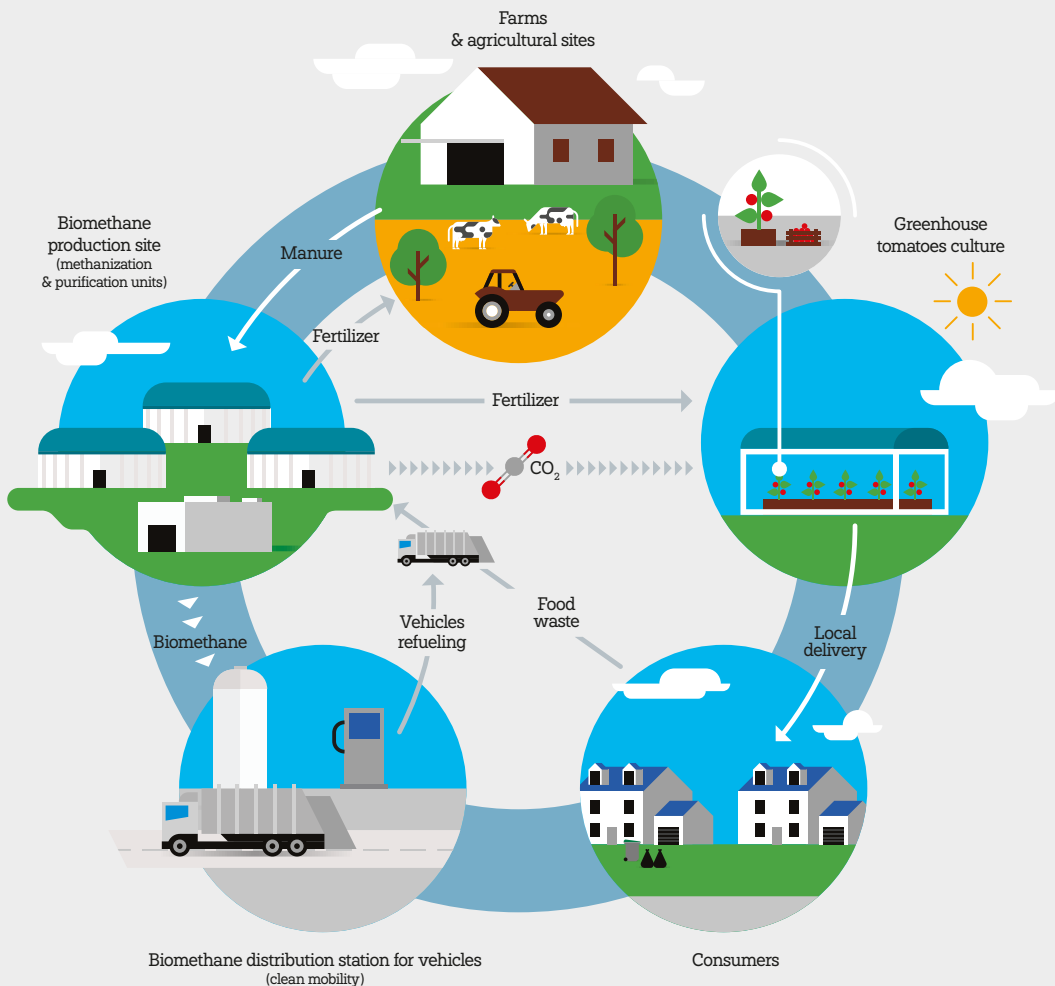 Farms
& agricultural sites
Biomethane
production site
(methanization
& purification units)
Manure
Greenhouse
tomatoes culture
Fertilizer
Fertilizer
CO2
Food
waste
Vehicles
refueling
Biomethane
Local
delivery
Biomethane distribution station for vehicles
(clean mobility)
Consumers